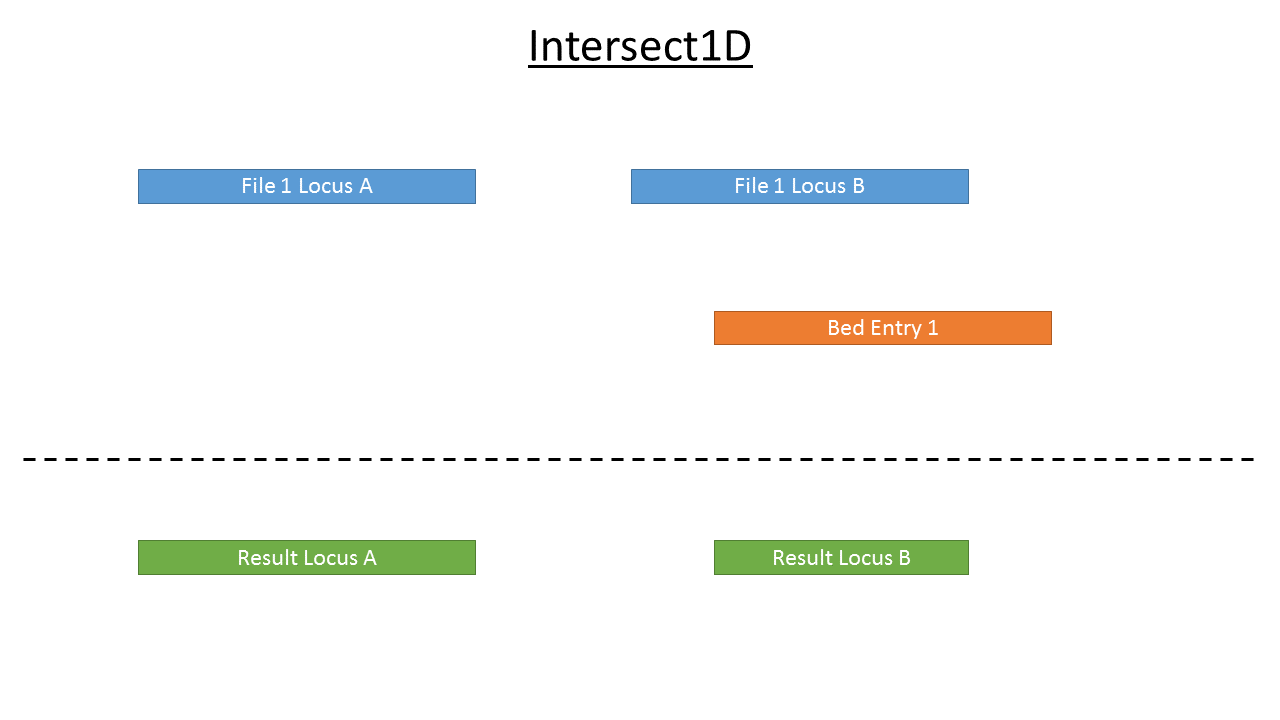 Intersect1D
File 1 Locus A
File 1 Locus B
Bed Entry 1
Result Locus A
Result Locus B